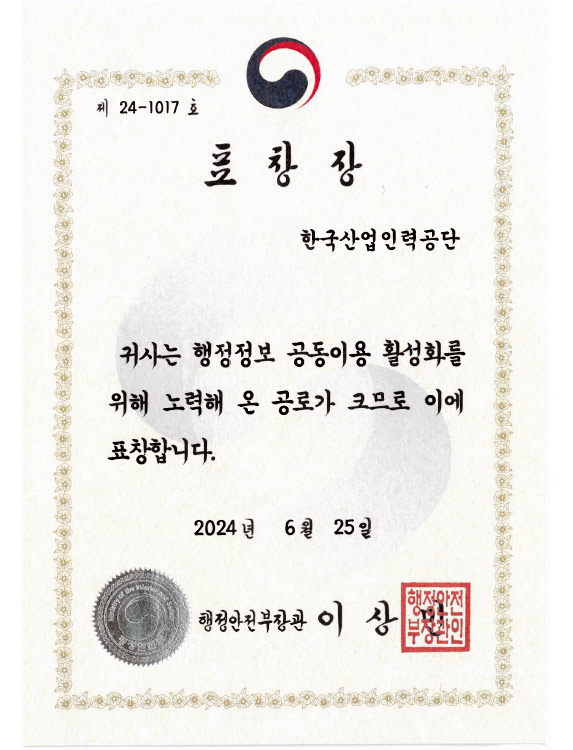 제 24-1017 호
표 창 장
한국산업인력공단
귀사는 행정정보 공동이용 활성화를
위해 노력해 온 공로가 크므로 이에
표창합니다.
2024년 6월 25일
행정안전부장관 이 상 민
행정안전
부장관인